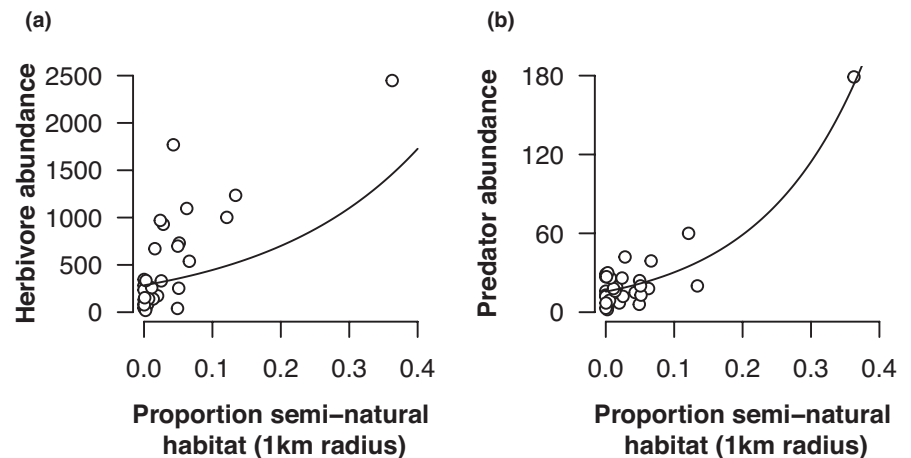 (a)
Herbivore abundance
2500
2000
1500
1000
500
0
0.0 0.1 0.2 0.3 0.4
Proportion semi−natural
habitat (1km radius)
(b)
Predator abundance
180
120
60
0
0.0 0.1 0.2 0.3 0.4
Proportion semi−natural
habitat (1km radius)